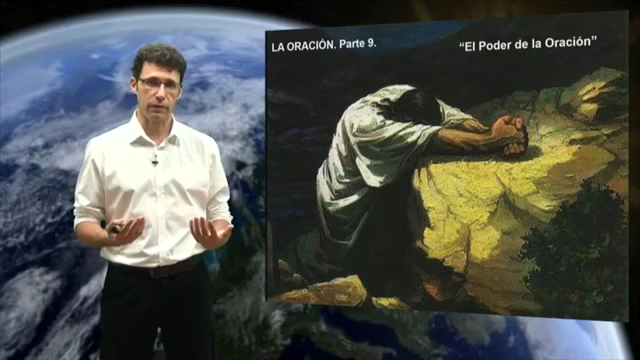 LA ORACIÓN. Parte 9.
“El Poder de la Oración”